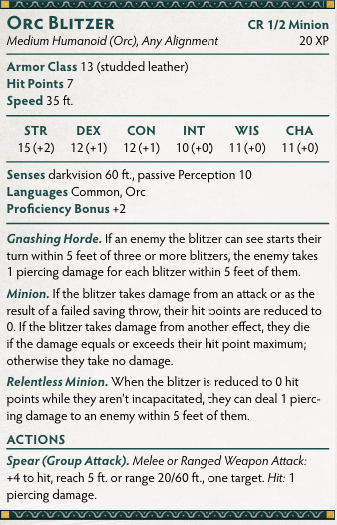 ORC BLITZER CR 1/2 MINION
Medium Humanoid (Orc), Any Alignment 20 XP
Armor Class 13 (studded leather)
Hit Points 7
Speed 35 ft.
STR DEX CON INT WIS CHA
15 (+2) 12 (+1) 12 (+1) 10 (+0) 11 (+0) 11 (+0)
Senses darkvision 60 ft., passive Perception 10
Languages Common, Orc
Proficiency Bonus +2
Gnashing Horde. If an enemy the blitzer can see starts their
turn within 5 feet of three or more blitzers, the enemy takes
1 piercing damage for each blitzer within 5 feet of them.
Minion. If the blitzer takes damage from an attack or as the
result of a failed saving throw, their hit points are reduced to
0. If the blitzer takes damage from another effect, they die
if the damage equals or exceeds their hit point maximum;
otherwise they take no damage.
Relentless Minion. When the blitzer is reduced to 0 hit
points while they aren't incapacitated, they can deal 1 pierc-
ing damage to an enemy within 5 feet of them.
ACTIONS
Spear (Group Attack). Melee or Ranged Weapon Attack:
+4 to hit, reach 5 ft. or range 20/60 ft., one target. Hit: 1
piercing damage.